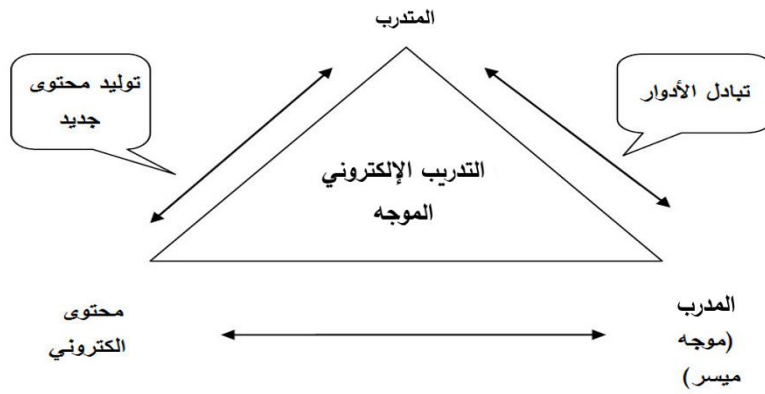 المتدرب
تبادل الأدوار
توليد محتوى
جديد
التدريب الإلكتروني
الموجه
المدرب
(موجه
ميسر)
محتوى
الكتروني